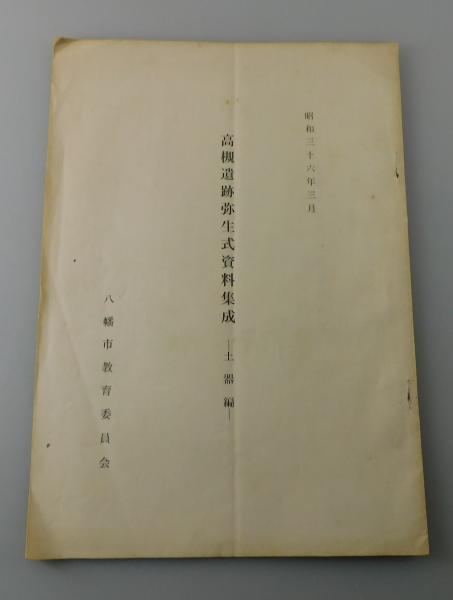 昭和三十六年三月
高槻遺跡弥生式資料集成
―土器編―
八幡市教育委員会